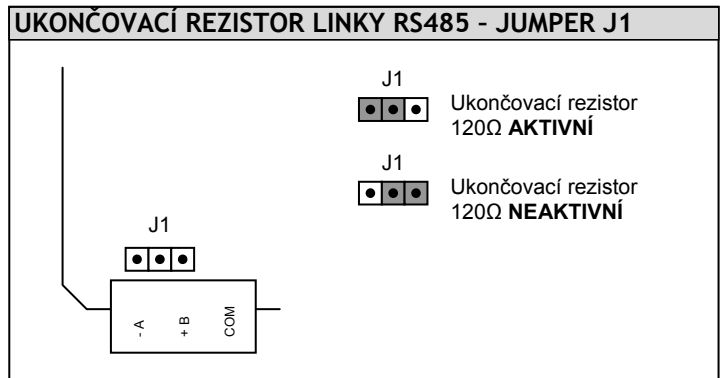 UKONČOVACÍ REZISTOR LINKY RS485 – JUMPER J1
J1
Ukončovací rezistor
120Ω AKTIVNÍ
J1
Ukončovací rezistor
120Ω NEAKTIVNÍ
J1
- A
+ B
COM